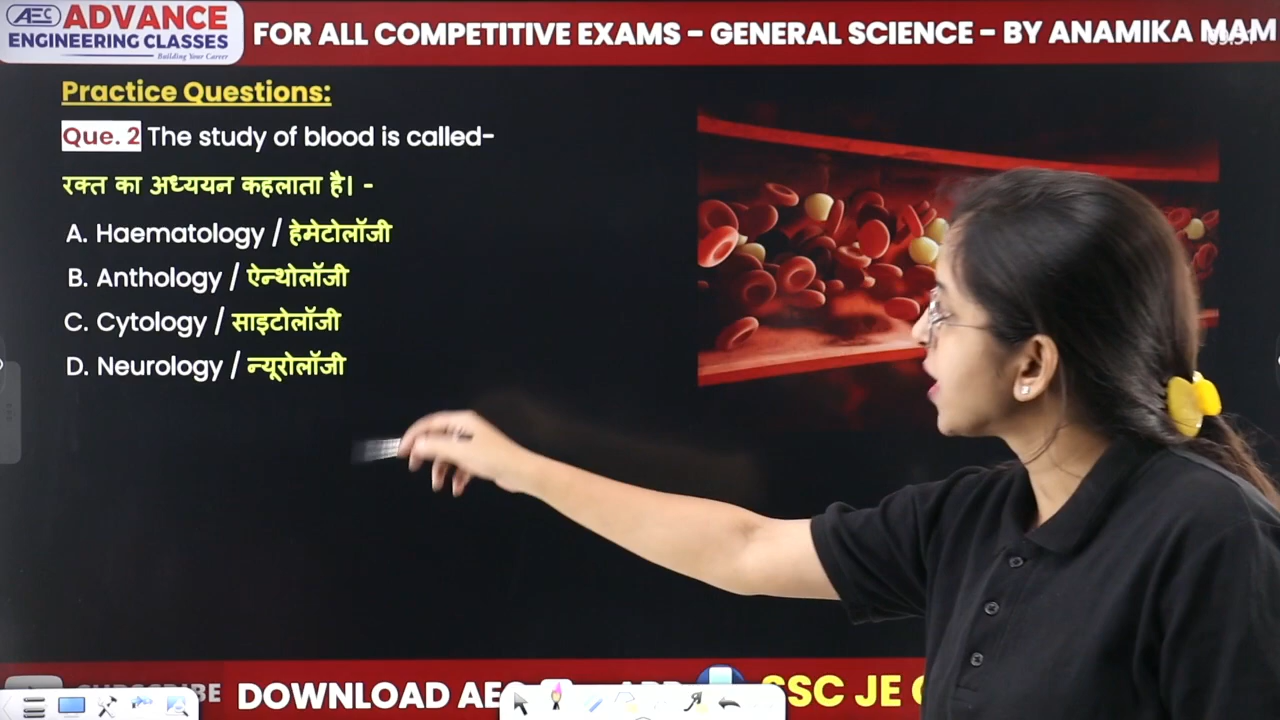 AEC ADVANCE
ENGINEERING CLASSES
Building Your Career
FOR ALL COMPETITIVE EXAMS - GENERAL SCIENCE - BY ANAMIKA MAM
Practice Questions:
Que. 2 The study of blood is called-
रक्त का अध्ययन कहलाता है। -
A. Haematology / हेमेटोलॉजी
B. Anthology / ऐन्थोलॉजी
C. Cytology / साइटोलॉजी
D. Neurology / न्यूरोलॉजी
DOWNLOAD AEC APP SSC JE